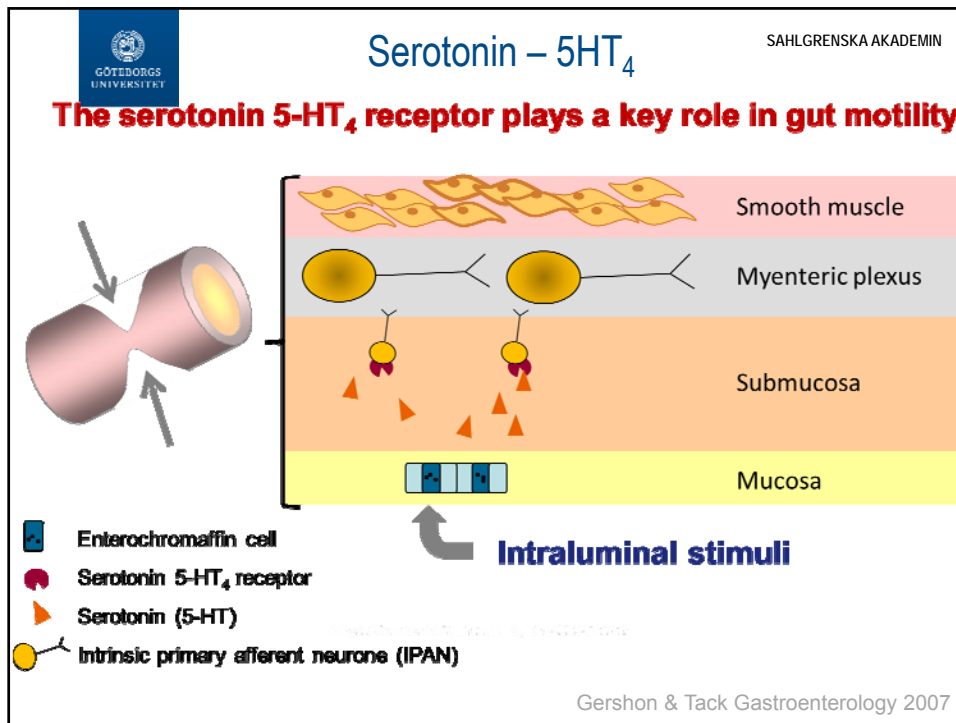 GÖTEBORGS
UNIVERSITET
Serotonin – 5HT₄
SAHLGRENSKA AKADEMIN
The serotonin 5-HT₄ receptor plays a key role in gut motility
Smooth muscle
Myenteric plexus
Submucosa
Mucosa
Intraluminal stimuli
Enterochromaffin cell
Serotonin 5-HT₄ receptor
Serotonin (5-HT)
Intrinsic primary afferent neurone (IPAN)
Gershon & Tack Gastroenterology 2007